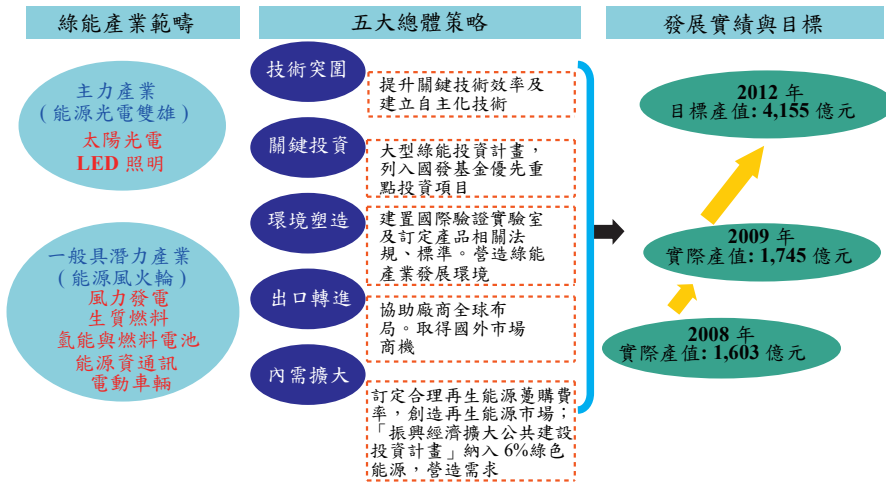 綠能產業範疇
五大總體策略
發展實績與目標
主力產業
(能源光電雙雄)
太陽光電
LED 照明
一般具潛力產業
(能源風火輪)
風力發電
生質燃料
氫能與燃料電池
能源資通訊
電動車輛
技術突圍
提升關鍵技術效率及
建立自主化技術
關鍵投資
大型綠能投資計畫，
列入國發基金優先重
點投資項目
環境塑造
建置國際驗證實驗室
及訂定產品相關法
規、標準。營造綠能
產業發展環境
出口轉進
協助廠商全球布
局。取得國外市場
商機
內需擴大
訂定合理再生能源躉購費
率，創造再生能源市場；
「振興經濟擴大公共建設
投資計畫」納入 6%綠色
能源，營造需求
2012 年
目標產值: 4,155 億元
2009 年
實際產值: 1,745 億元
2008 年
實際產值: 1,603 億元